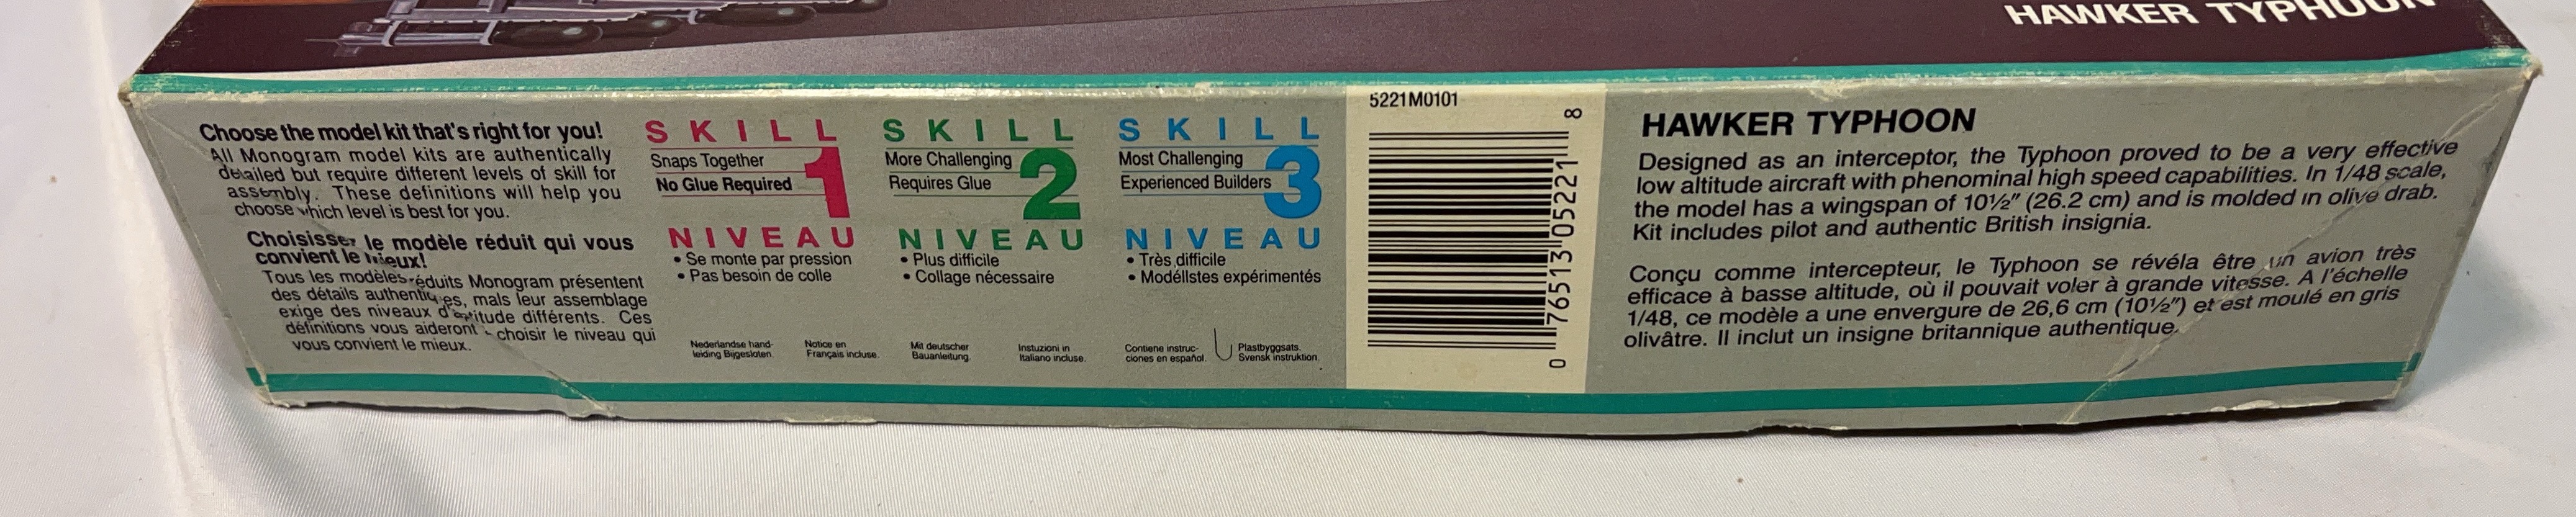 HAWKER TYPHOON
Choose the model kit that's right for you!
All Monogram model kits are authentically
detailed but require different levels of skill for
assembly. These definitions will help you
choose which level is best for you.
Choisissez le modèle réduit qui vous
convient le mieux!
Tous les modèles réduits Monogram présentent
des détails authentiques, mais leur assemblage
exige des niveaux d'aptitude différents. Ces
définitions vous aideront choisir le niveau qui
vous convient le mieux.
SKILL 1
Snaps Together
No Glue Required
NIVEAU
• Se monte par pression
• Pas besoin de colle
SKILL 2
More Challenging
Requires Glue
NIVEAU
• Plus difficile
• Collage nécessaire
SKILL 3
Most Challenging
Experienced Builders
NIVEAU
• Très difficile
• Modélistes expérimentés
Nederlandse hand-
leiding Bijgesloten.
Notice en
Français incluse.
Mit deutscher
Bauanleitung.
Instuzioni in
Italiano incluse.
Contiene instruc-
ciones en español.
Plastbyggsats.
Svensk instruktion.
5221M0101
0 76513 05221 8
HAWKER TYPHOON
Designed as an interceptor, the Typhoon proved to be a very effective
low altitude aircraft with phenominal high speed capabilities. In 1/48 scale,
the model has a wingspan of 10½" (26.2 cm) and is molded in olive drab.
Kit includes pilot and authentic British insignia.
Conçu comme intercepteur, le Typhoon se révéla être un avion très
efficace à basse altitude, où il pouvait voler à grande vitesse. A l'échelle
1/48, ce modèle a une envergure de 26,6 cm (10½") et est moulé en gris
olivâtre. Il inclut un insigne britannique authentique.